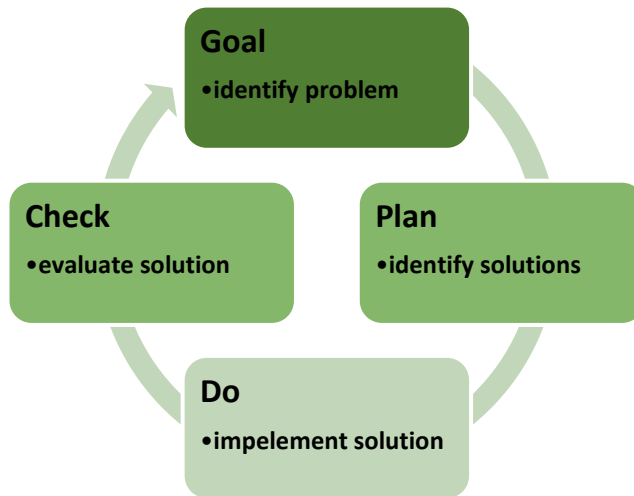 Goal
•identify problem
Plan
•identify solutions
Do
•impelement solution
Check
•evaluate solution